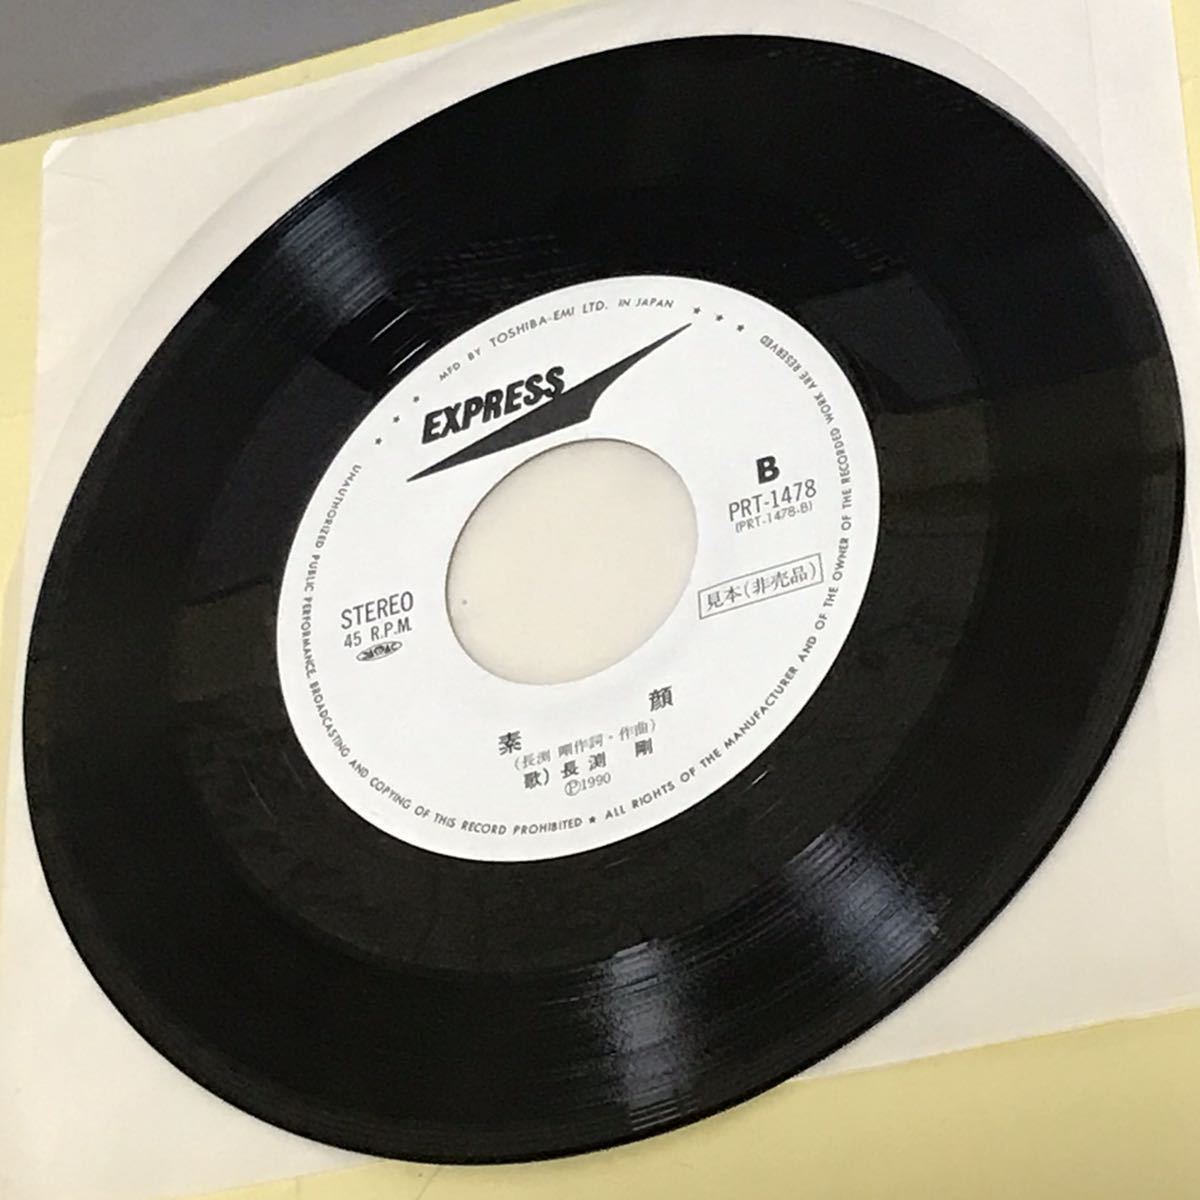 ★ ★ ★ MFD BY TOSHIBA-EMI LTD. IN JAPAN ★ ★ ★
EXPRESS
B
PRT-1478
(PRT-1478-B)
見本(非売品)
STEREO
45 R.P.M.
JASRAC
素 顔
(長渕 剛作詞・作曲)
歌) 長渕 剛
Ⓟ1990
UNAUTHORIZED PUBLIC PERFORMANCE, BROADCASTING AND COPYING OF THIS RECORD PROHIBITED ★ ALL RIGHTS OF THE MANUFACTURER AND OF THE OWNER OF THE RECORDED WORK ARE RESERVED